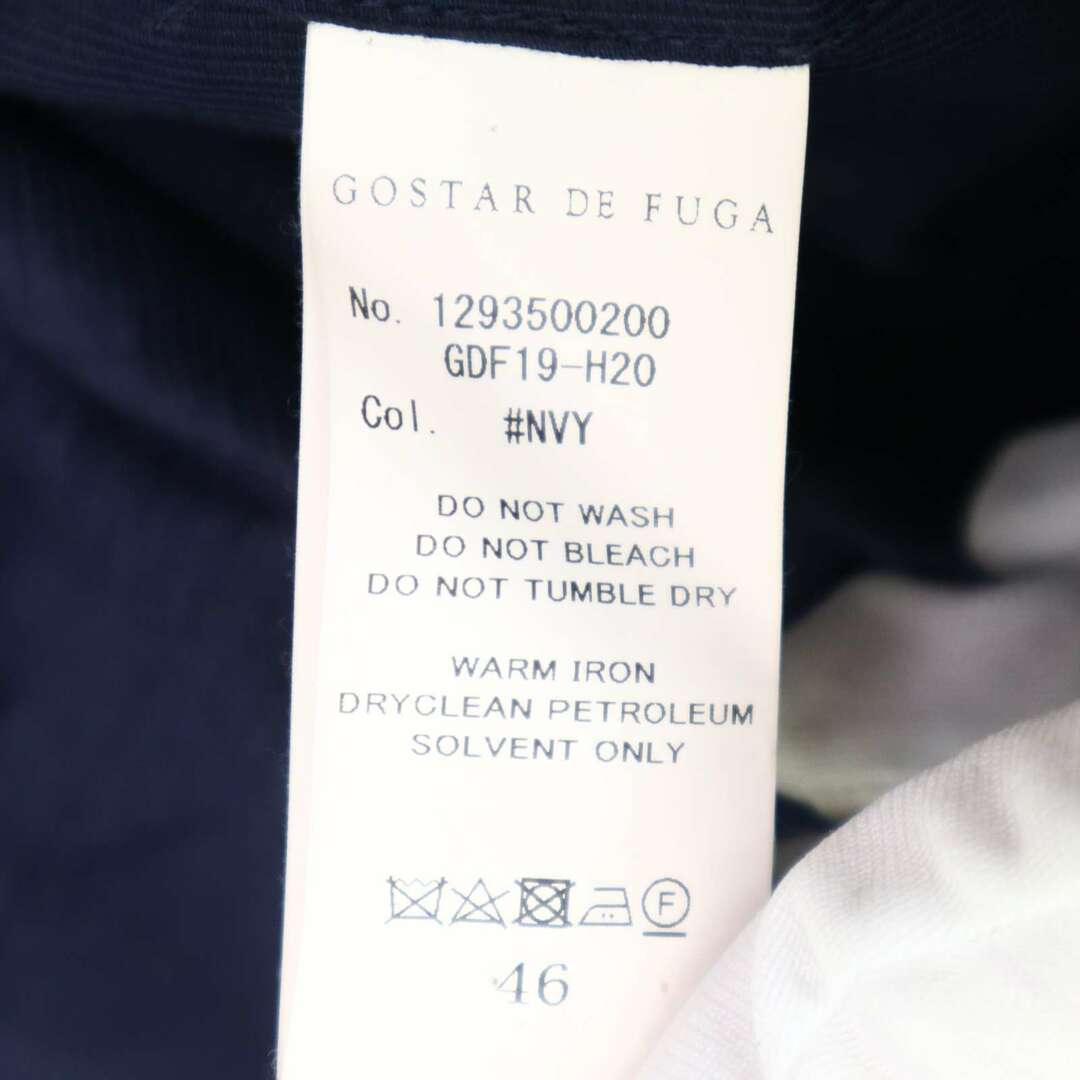 GOSTAR DE FUGA
No. 1293500200
GDF19-H20
Col. #NVY
DO NOT WASH
DO NOT BLEACH
DO NOT TUMBLE DRY
WARM IRON
DRYCLEAN PETROLEUM
SOLVENT ONLY
F
46